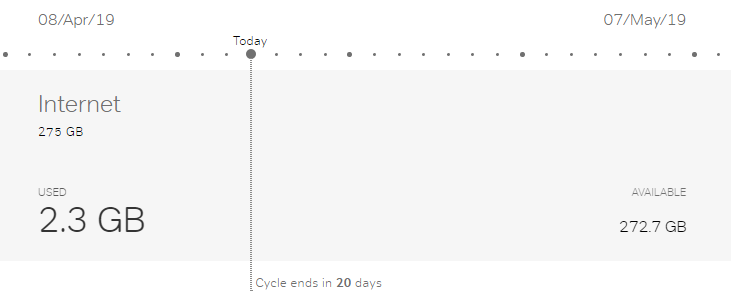 08/Apr/19
07/May/19
Today
Internet
275 GB
USED
AVAILABLE
2.3 GB
272.7 GB
Cycle ends in 20 days